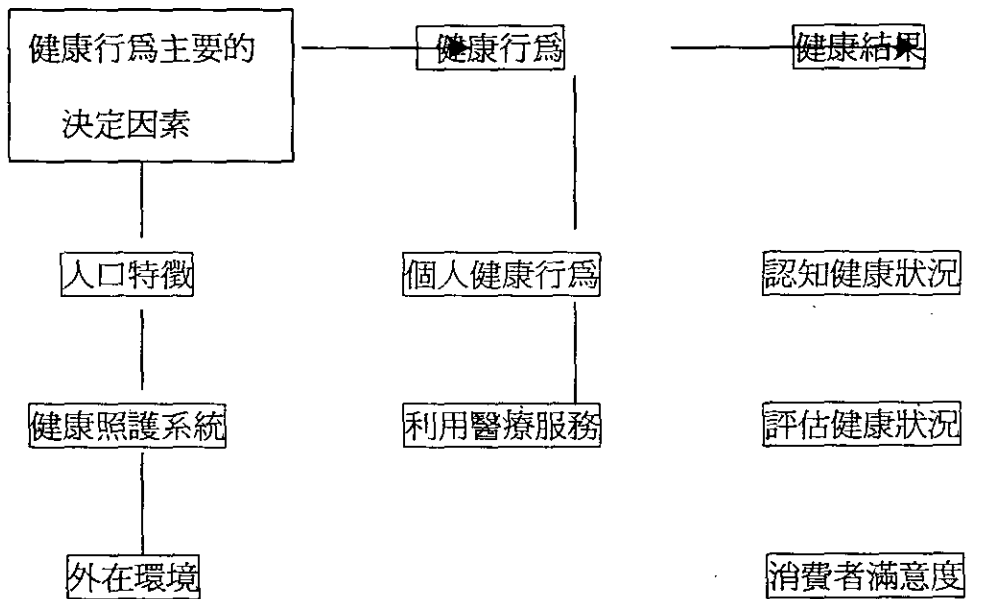 健康行為主要的
決定因素
健康行為
健康結果
人口特徵
個人健康行為
認知健康狀況
健康照護系統
利用醫療服務
評估健康狀況
外在環境
消費者滿意度